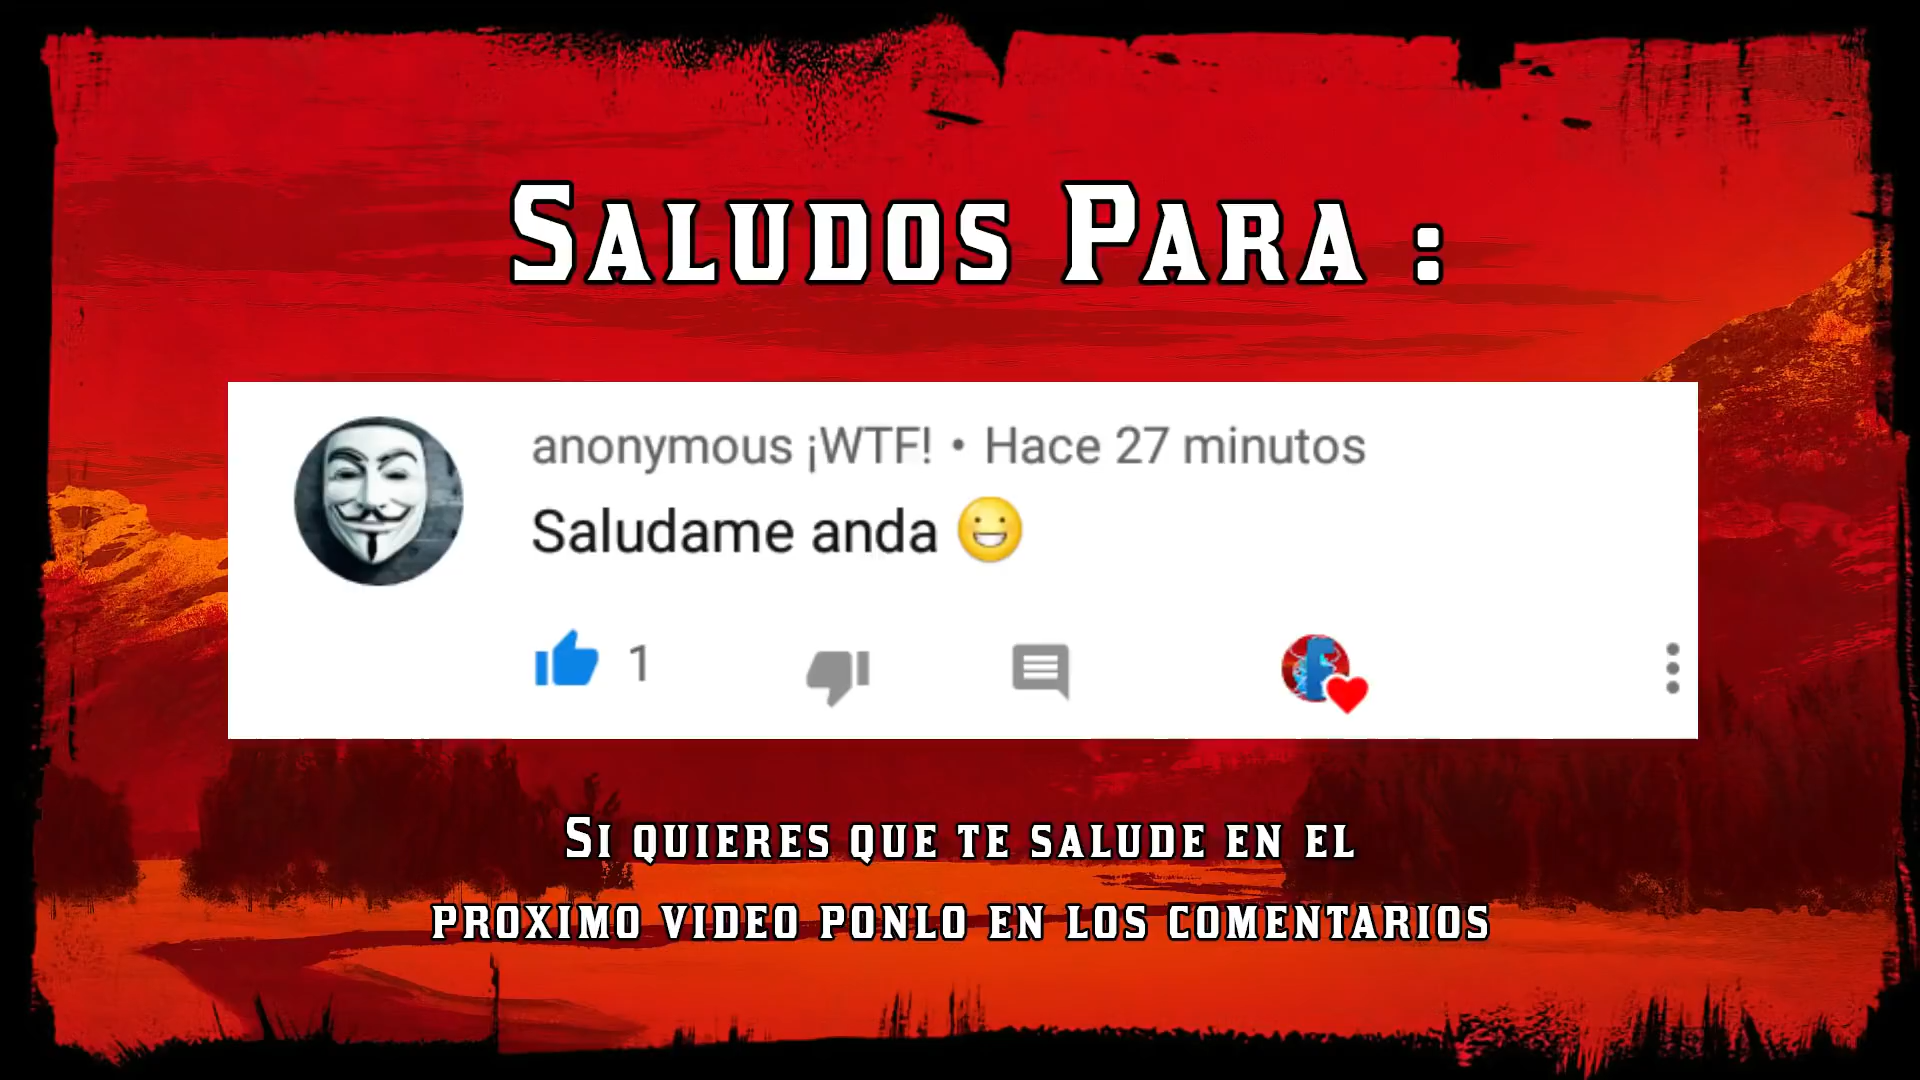 Saludos Para :
anonymous ¡WTF! • Hace 27 minutos
Saludame anda 😀
1
Si quieres que te salude en el
proximo video ponlo en los comentarios